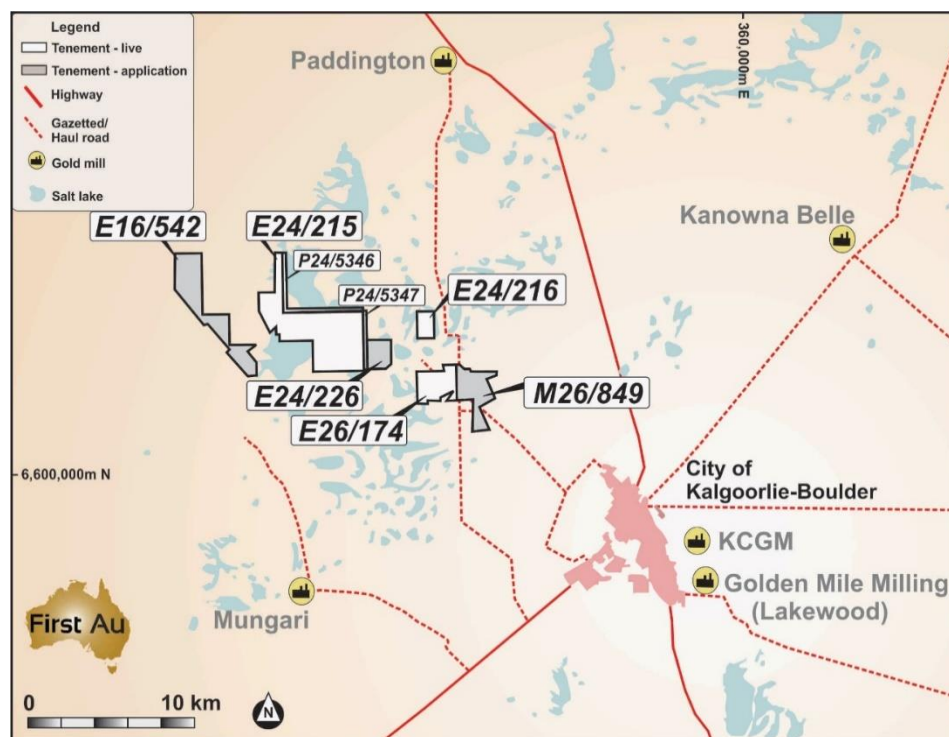 Legend
Tenement - live
Tenement - application
Highway
Gazetted/
Haul road
Gold mill
Salt lake
Paddington
360,000m E
Kanowna Belle
E16/542
E24/215
P24/5346
P24/5347
E24/216
E24/226
E26/174
M26/849
6,600,000m N
City of
Kalgoorlie-Boulder
KCGM
Golden Mile Milling
(Lakewood)
Mungari
First Au
0 10 km
N